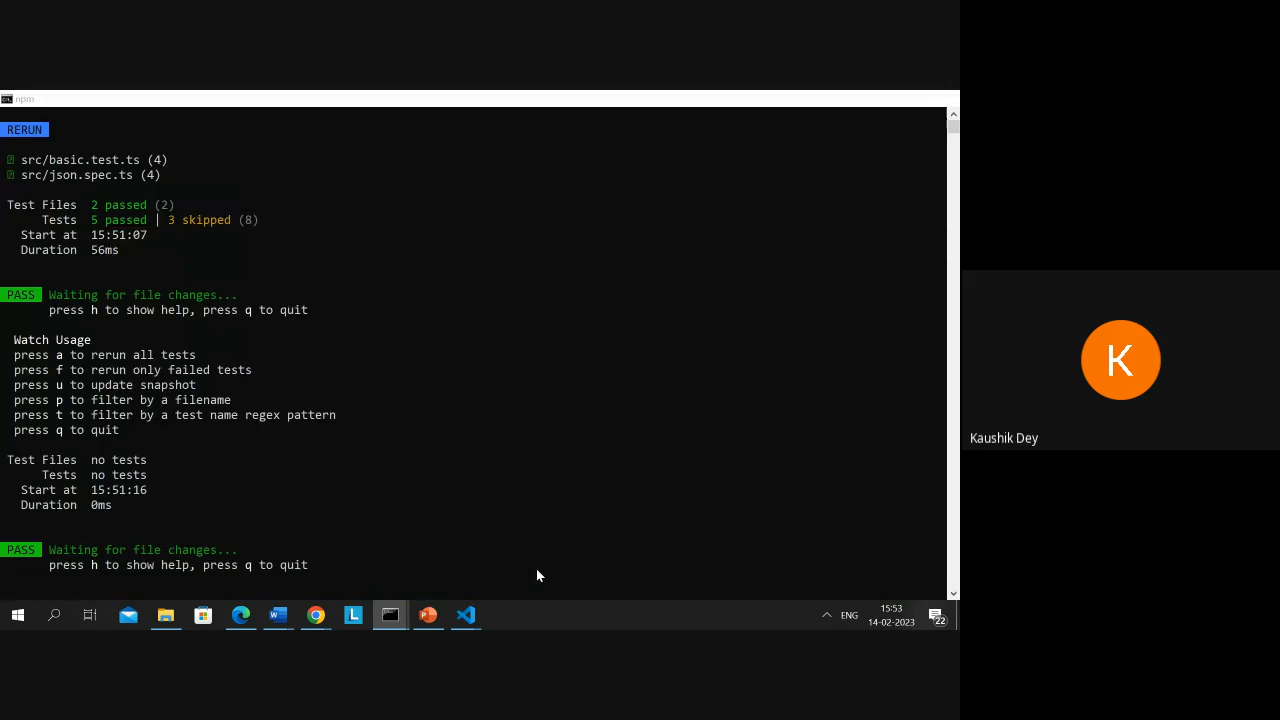 npm
RERUN
src/basic.test.ts (4)
src/json.spec.ts (4)
Test Files  2 passed (2)
Tests  5 passed | 3 skipped (8)
Start at  15:51:07
Duration  56ms
PASS  Waiting for file changes...
press h to show help, press q to quit
Watch Usage
press a to rerun all tests
press f to rerun only failed tests
press u to update snapshot
press p to filter by a filename
press t to filter by a test name regex pattern
press q to quit
Test Files  no tests
Tests  no tests
Start at  15:51:16
Duration  0ms
PASS  Waiting for file changes...
press h to show help, press q to quit
K
Kaushik Dey
W
L
P
ENG
15:53
14-02-2023
22